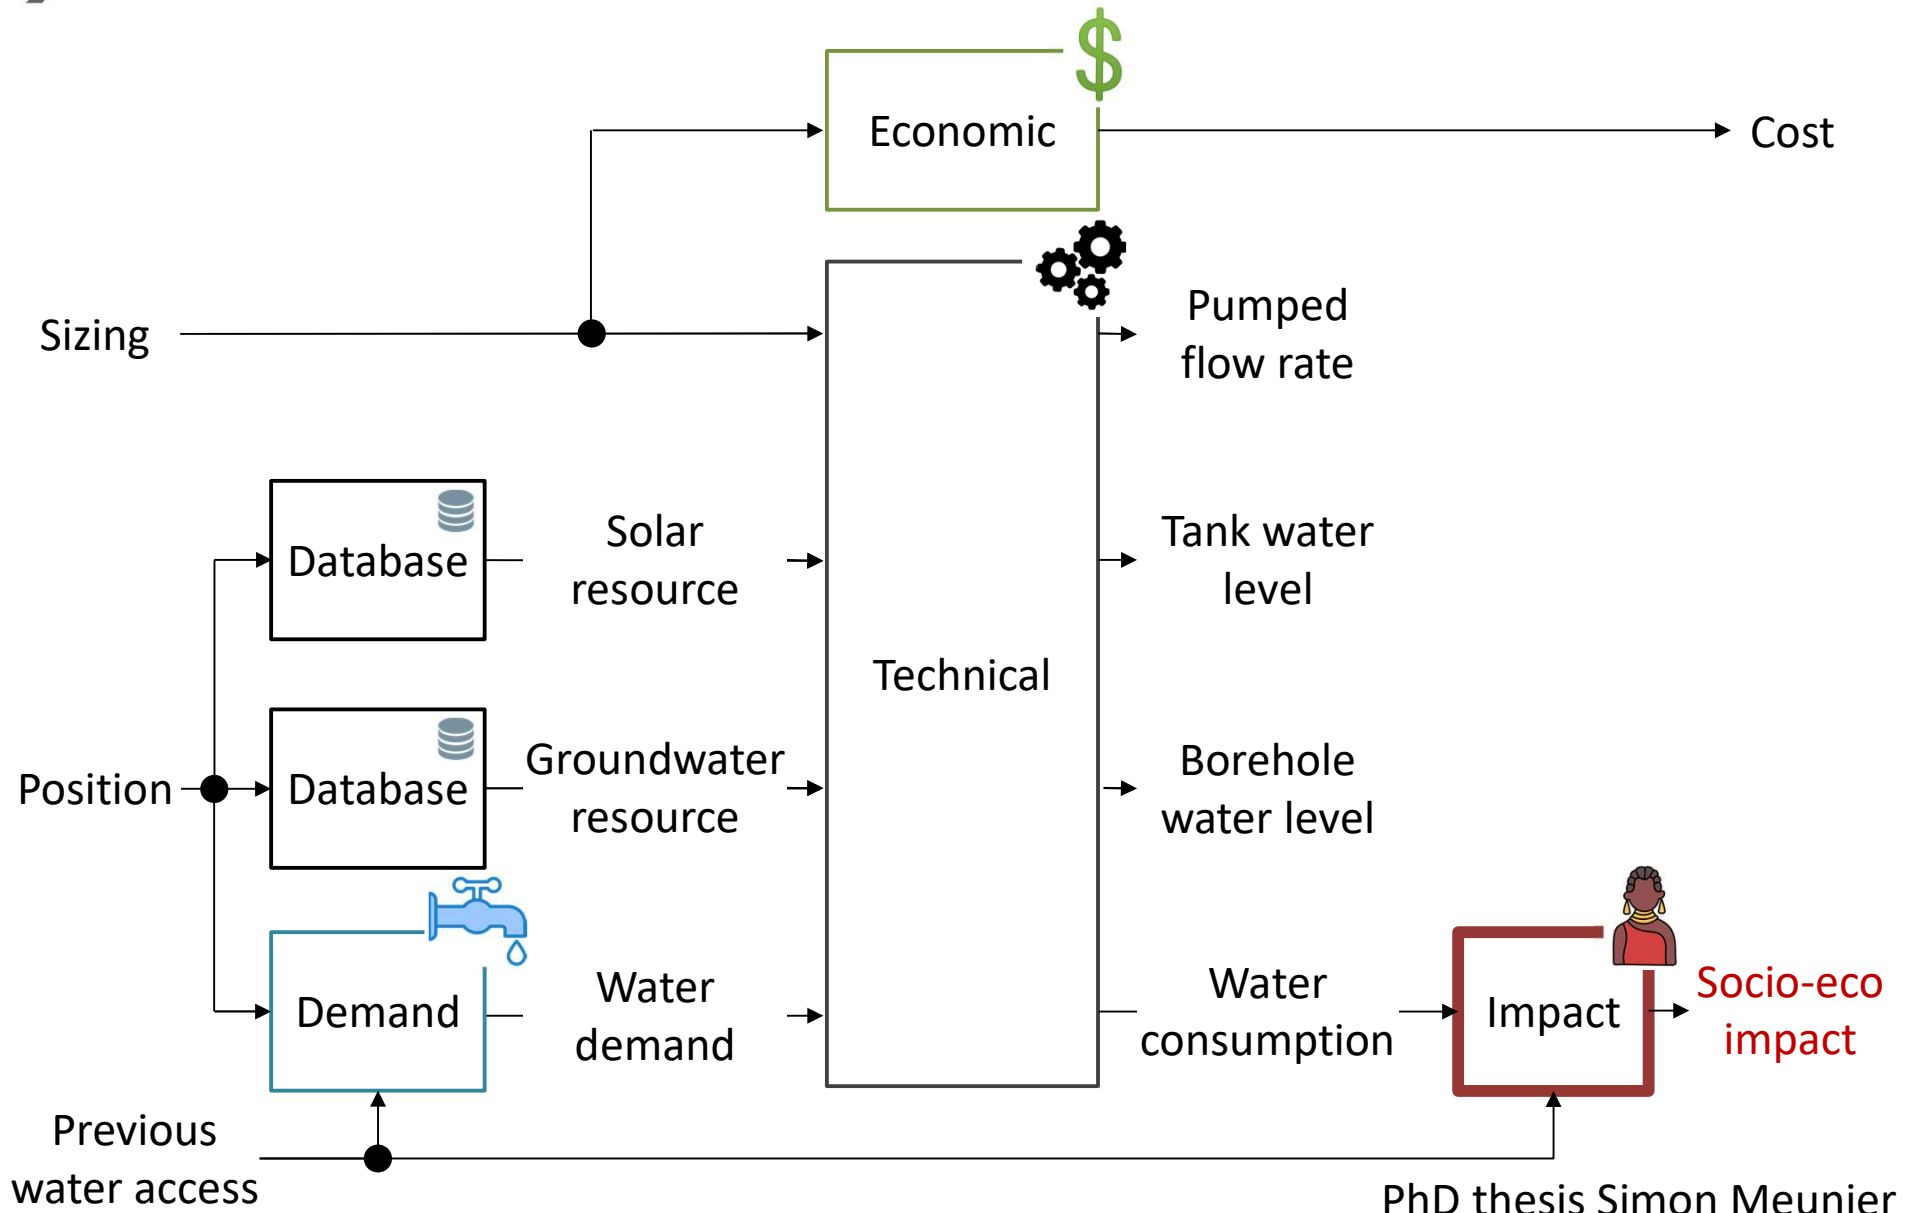 Economic
Cost
Sizing
Pumped
flow rate
Database
Solar
resource
Tank water
level
Technical
Position
Database
Groundwater
resource
Borehole
water level
Demand
Water
demand
Water
consumption
Impact
Socio-eco
impact
Previous
water access
PhD thesis Simon Meunier